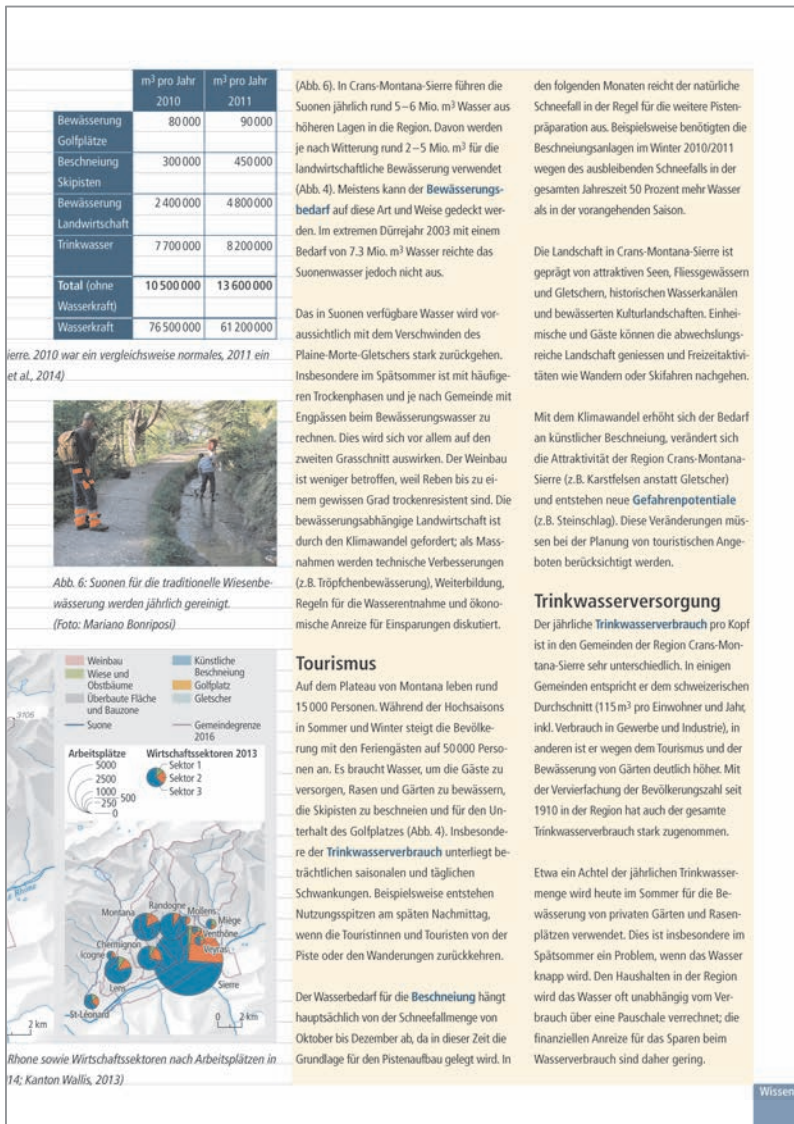 m³ pro Jahr
2010
m³ pro Jahr
2011
Bewässerung
Golfplätze
80 000
90 000
Beschneiung
Skipisten
300 000
450 000
Bewässerung
Landwirtschaft
2 400 000
4 800 000
Trinkwasser
7 700 000
8 200 000
Total (ohne
Wasserkraft)
10 500 000
13 600 000
Wasserkraft
76 500 000
61 200 000
ierre. 2010 war ein vergleichsweise normales, 2011 ein
et al., 2014)
Abb. 6: Suonen für die traditionelle Wiesenbe-
wässerung werden jährlich gereinigt.
(Foto: Mariano Bonriposi)
3105
Rhone
2 km
Weinbau
Wiese und
Obstbäume
Überbaute Fläche
und Bauzone
Suone
Künstliche
Beschneiung
Golfplatz
Gletscher
Gemeindegrenze
2016
Arbeitsplätze
5000
2500
1000
500
250
0
Wirtschaftssektoren 2013
Sektor 1
Sektor 2
Sektor 3
Montana
Randogne
Mollens
Miège
Venthône
Veyras
Chermignon
Icogne
Lens
Sierre
St-Léonard
0 2 km
Rhone sowie Wirtschaftssektoren nach Arbeitsplätzen in
14; Kanton Wallis, 2013)
(Abb. 6). In Crans-Montana-Sierre führen die
Suonen jährlich rund 5–6 Mio. m³ Wasser aus
höheren Lagen in die Region. Davon werden
je nach Witterung rund 2–5 Mio. m³ für die
landwirtschaftliche Bewässerung verwendet
(Abb. 4). Meistens kann der Bewässerungs-
bedarf auf diese Art und Weise gedeckt wer-
den. Im extremen Dürrejahr 2003 mit einem
Bedarf von 7.3 Mio. m³ Wasser reichte das
Suonenwasser jedoch nicht aus.
Das in Suonen verfügbare Wasser wird vor-
aussichtlich mit dem Verschwinden des
Plaine-Morte-Gletschers stark zurückgehen.
Insbesondere im Spätsommer ist mit häufige-
ren Trockenphasen und je nach Gemeinde mit
Engpässen beim Bewässerungswasser zu
rechnen. Dies wird sich vor allem auf den
zweiten Grasschnitt auswirken. Der Weinbau
ist weniger betroffen, weil Reben bis zu ei-
nem gewissen Grad trockenresistent sind. Die
bewässerungsabhängige Landwirtschaft ist
durch den Klimawandel gefordert; als Mass-
nahmen werden technische Verbesserungen
(z.B. Tröpfchenbewässerung), Weiterbildung,
Regeln für die Wasserentnahme und ökono-
mische Anreize für Einsparungen diskutiert.
Tourismus
Auf dem Plateau von Montana leben rund
15 000 Personen. Während der Hochsaisons
in Sommer und Winter steigt die Bevölke-
rung mit den Feriengästen auf 50 000 Perso-
nen an. Es braucht Wasser, um die Gäste zu
versorgen, Rasen und Gärten zu bewässern,
die Skipisten zu beschneien und für den Un-
terhalt des Golfplatzes (Abb. 4). Insbesonde-
re der Trinkwasserverbrauch unterliegt be-
trächtlichen saisonalen und täglichen
Schwankungen. Beispielsweise entstehen
Nutzungsspitzen am späten Nachmittag,
wenn die Touristinnen und Touristen von der
Piste oder den Wanderungen zurückkehren.
Der Wasserbedarf für die Beschneiung hängt
hauptsächlich von der Schneefallmenge von
Oktober bis Dezember ab, da in dieser Zeit die
Grundlage für den Pistenaufbau gelegt wird. In
den folgenden Monaten reicht der natürliche
Schneefall in der Regel für die weitere Pisten-
präparation aus. Beispielsweise benötigten die
Beschneiungsanlagen im Winter 2010/2011
wegen des ausbleibenden Schneefalls in der
gesamten Jahreszeit 50 Prozent mehr Wasser
als in der vorangehenden Saison.
Die Landschaft in Crans-Montana-Sierre ist
geprägt von attraktiven Seen, Fliessgewässern
und Gletschern, historischen Wasserkanälen
und bewässerten Kulturlandschaften. Einhei-
mische und Gäste können die abwechslungs-
reiche Landschaft geniessen und Freizeitaktivi-
täten wie Wandern oder Skifahren nachgehen.
Mit dem Klimawandel erhöht sich der Bedarf
an künstlicher Beschneiung, verändert sich
die Attraktivität der Region Crans-Montana-
Sierre (z.B. Karstfelsen anstatt Gletscher)
und entstehen neue Gefahrenpotentiale
(z.B. Steinschlag). Diese Veränderungen müs-
sen bei der Planung von touristischen Ange-
boten berücksichtigt werden.
Trinkwasserversorgung
Der jährliche Trinkwasserverbrauch pro Kopf
ist in den Gemeinden der Region Crans-Mon-
tana-Sierre sehr unterschiedlich. In einigen
Gemeinden entspricht er dem schweizerischen
Durchschnitt (115 m³ pro Einwohner und Jahr,
inkl. Verbrauch in Gewerbe und Industrie), in
anderen ist er wegen dem Tourismus und der
Bewässerung von Gärten deutlich höher. Mit
der Vervierfachung der Bevölkerungszahl seit
1910 in der Region hat auch der gesamte
Trinkwasserverbrauch stark zugenommen.
Etwa ein Achtel der jährlichen Trinkwasser-
menge wird heute im Sommer für die Be-
wässerung von privaten Gärten und Rasen-
plätzen verwendet. Dies ist insbesondere im
Spätsommer ein Problem, wenn das Wasser
knapp wird. Den Haushalten in der Region
wird das Wasser oft unabhängig vom Ver-
brauch über eine Pauschale verrechnet; die
finanziellen Anreize für das Sparen beim
Wasserverbrauch sind daher gering.
Wissen